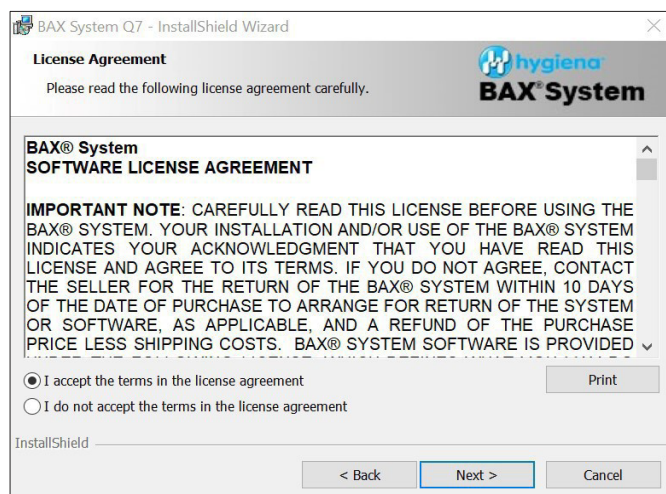 BAX System Q7 - InstallShield Wizard
License Agreement
Please read the following license agreement carefully.
hygiena
BAX® System
BAX® System
SOFTWARE LICENSE AGREEMENT
IMPORTANT NOTE: CAREFULLY READ THIS LICENSE BEFORE USING THE
BAX® SYSTEM. YOUR INSTALLATION AND/OR USE OF THE BAX® SYSTEM
INDICATES YOUR ACKNOWLEDGMENT THAT YOU HAVE READ THIS
LICENSE AND AGREE TO ITS TERMS. IF YOU DO NOT AGREE, CONTACT
THE SELLER FOR THE RETURN OF THE BAX® SYSTEM WITHIN 10 DAYS
OF THE DATE OF PURCHASE TO ARRANGE FOR RETURN OF THE SYSTEM
OR SOFTWARE, AS APPLICABLE, AND A REFUND OF THE PURCHASE
PRICE LESS SHIPPING COSTS. BAX® SYSTEM SOFTWARE IS PROVIDED
I accept the terms in the license agreement
Print
I do not accept the terms in the license agreement
InstallShield
< Back
Next >
Cancel